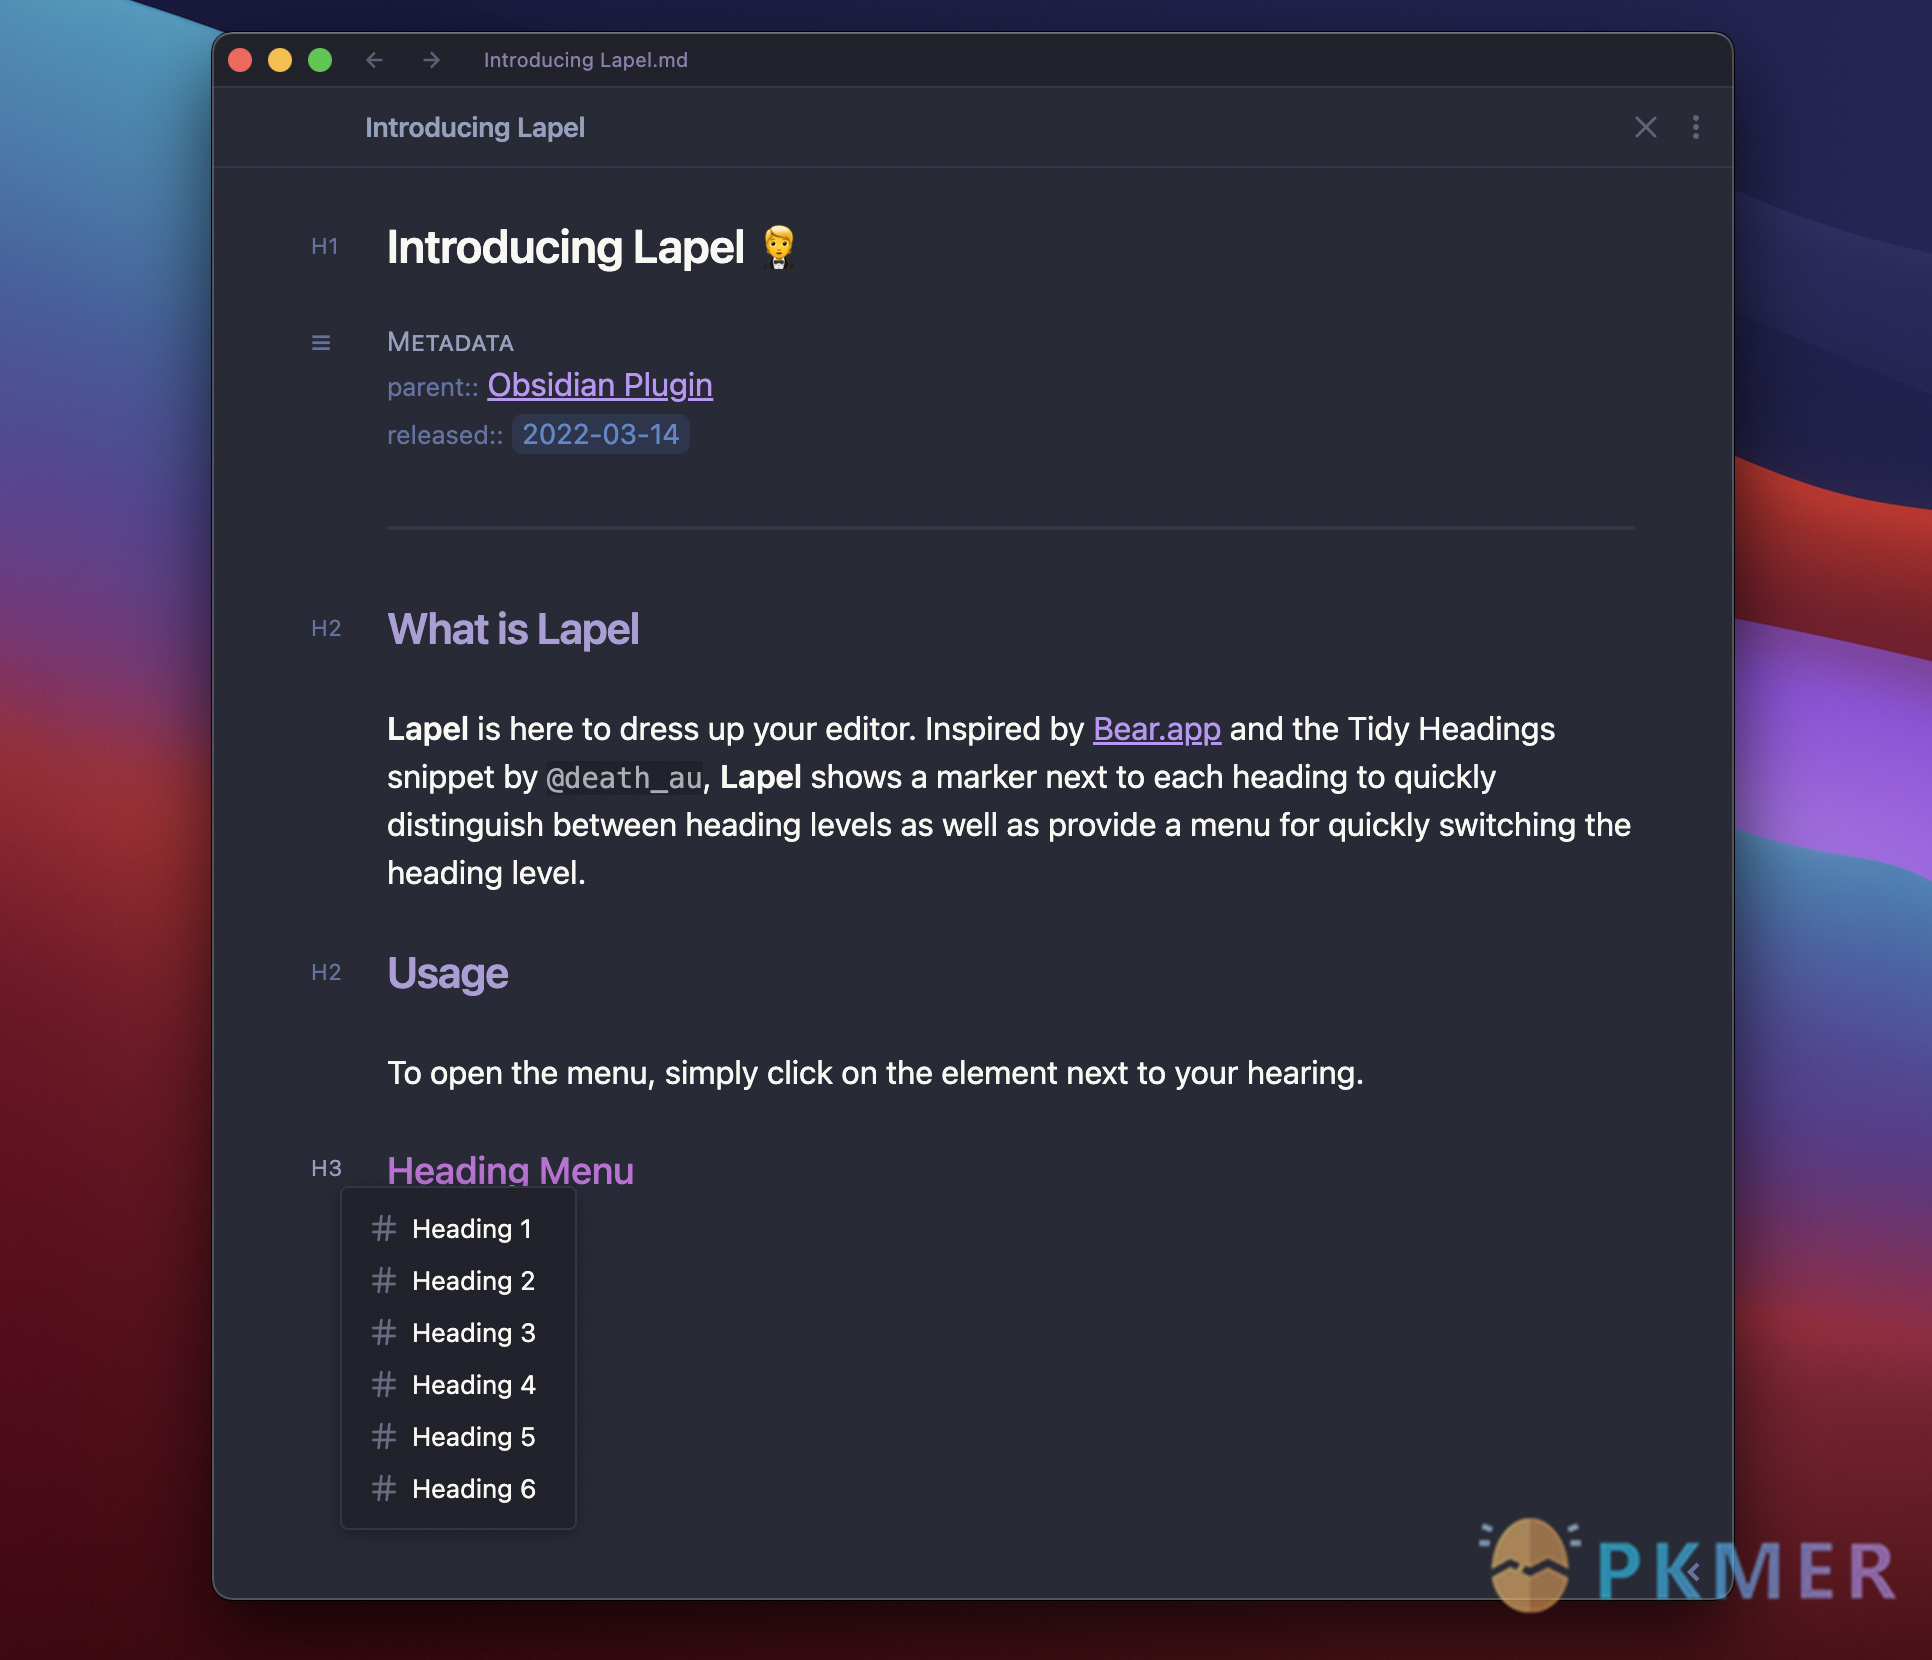 Introducing Lapel.md
Introducing Lapel
H1 Introducing Lapel
METADATA
parent:: Obsidian Plugin
released:: 2022-03-14
H2 What is Lapel
Lapel is here to dress up your editor. Inspired by Bear.app and the Tidy Headings
snippet by @death_au, Lapel shows a marker next to each heading to quickly
distinguish between heading levels as well as provide a menu for quickly switching the
heading level.
H2 Usage
To open the menu, simply click on the element next to your hearing.
H3 Heading Menu
# Heading 1
# Heading 2
# Heading 3
# Heading 4
# Heading 5
# Heading 6
PKMER